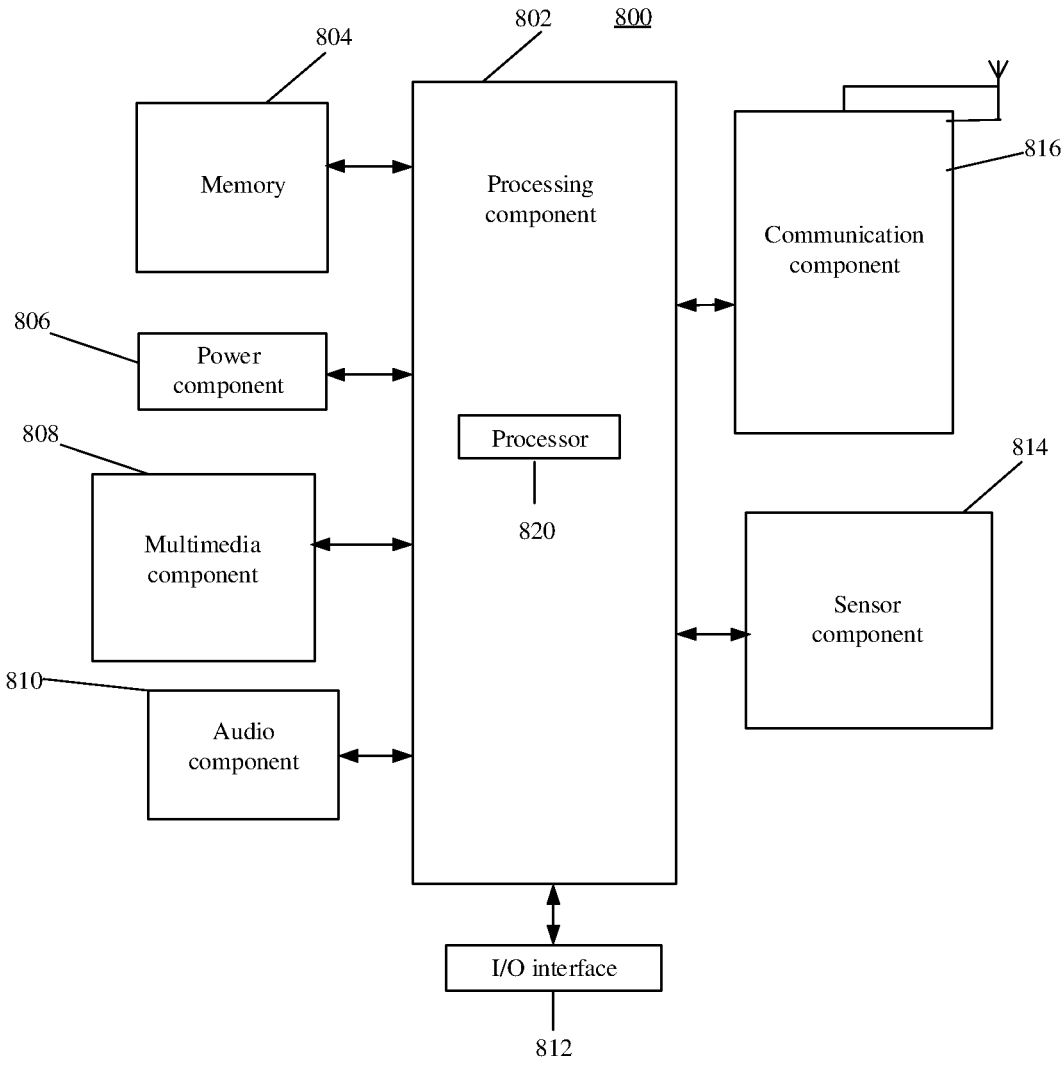 802
800
804
Memory
Processing
component
816
Communication
component
806
Power
component
808
Processor
820
814
Multimedia
component
Sensor
component
810
Audio
component
I/O interface
812